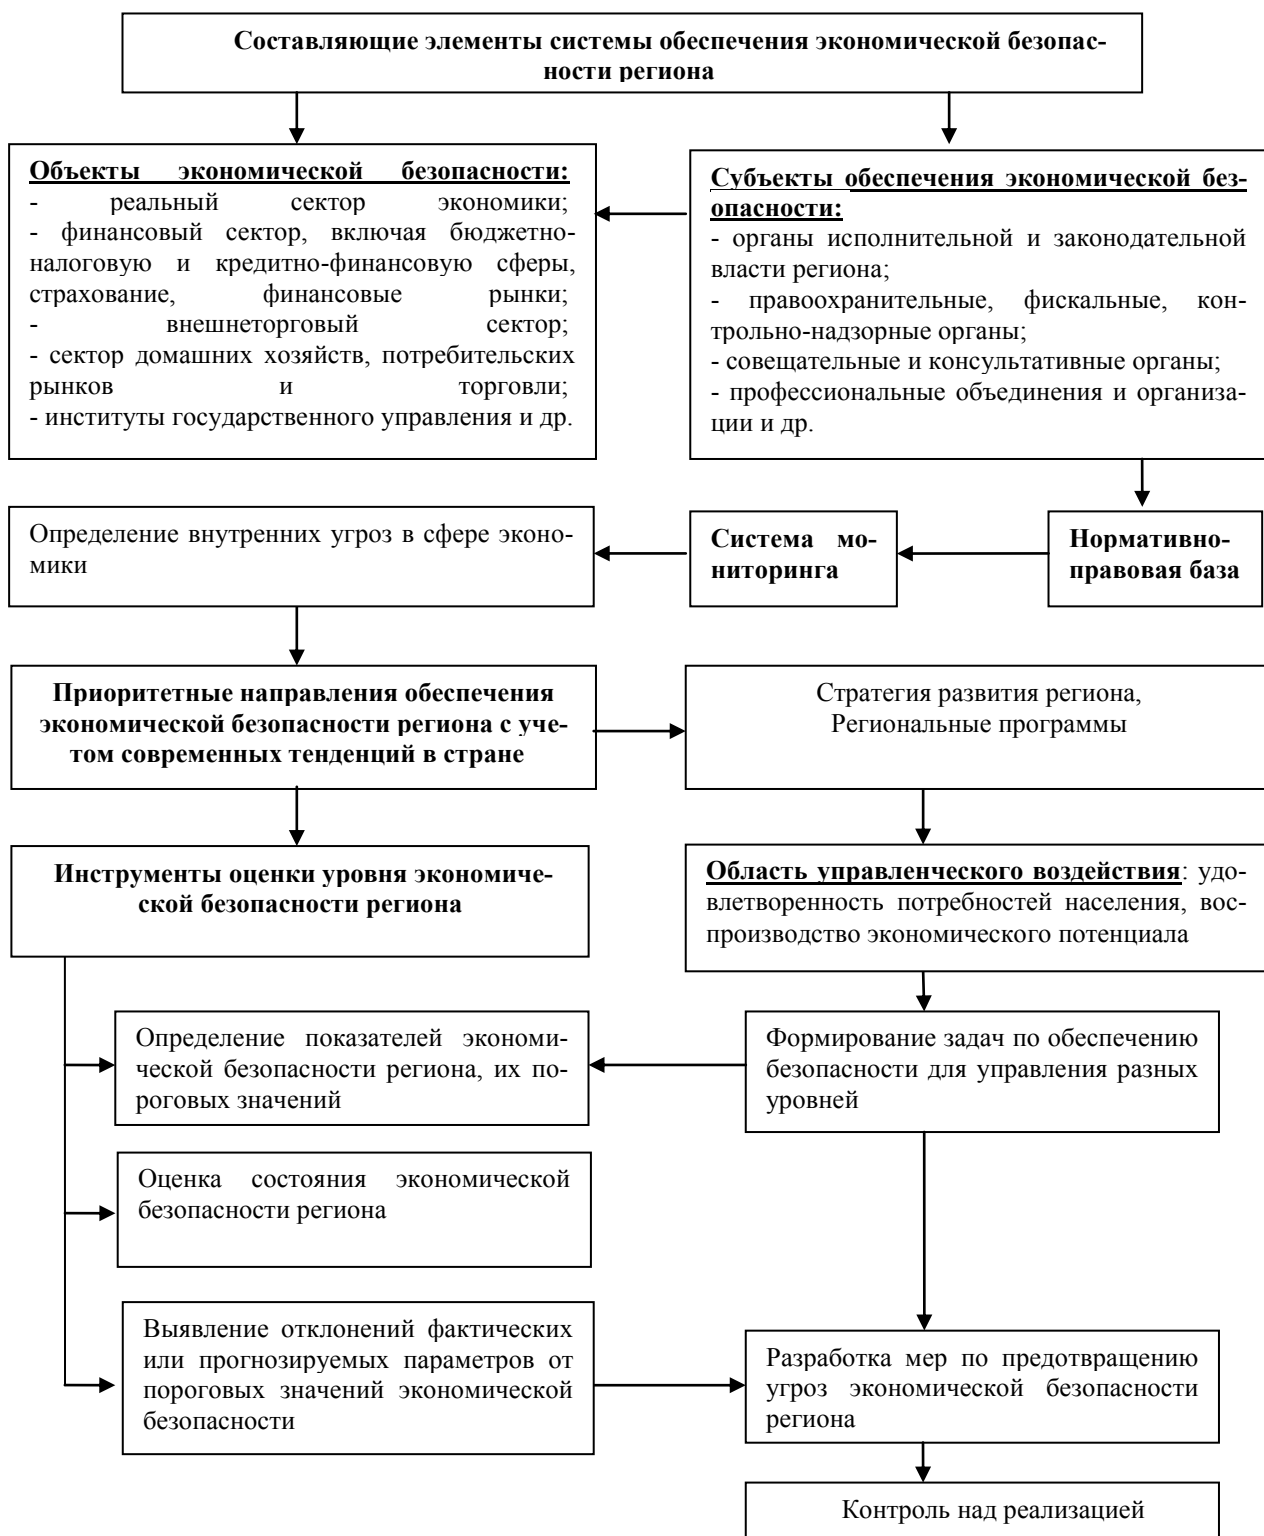 Составляющие элементы системы обеспечения экономической безопас-
ности региона
Объекты экономической безопасности:
- реальный сектор экономики;
- финансовый сектор, включая бюджетно-
налоговую и кредитно-финансовую сферы,
страхование, финансовые рынки;
- внешнеторговый сектор;
- сектор домашних хозяйств, потребительских
рынков и торговли;
- институты государственного управления и др.
Субъекты обеспечения экономической без-
опасности:
- органы исполнительной и законодательной
власти региона;
- правоохранительные, фискальные, кон-
трольно-надзорные органы;
- совещательные и консультативные органы;
- профессиональные объединения и организа-
ции и др.
Определение внутренних угроз в сфере эконо-
мики
Система мо-
ниторинга
Нормативно-
правовая база
Приоритетные направления обеспечения
экономической безопасности региона с уче-
том современных тенденций в стране
Стратегия развития региона,
Региональные программы
Инструменты оценки уровня экономиче-
ской безопасности региона
Область управленческого воздействия: удо-
влетворенность потребностей населения, вос-
производство экономического потенциала
Определение показателей эконо-
мической безопасности региона, их по-
роговых значений
Формирование задач по обеспечению
безопасности для управления разных
уровней
Оценка состояния экономической
безопасности региона
Выявление отклонений фактических
или прогнозируемых параметров от
пороговых значений экономической
безопасности
Разработка мер по предотвращению
угроз экономической безопасности
региона
Контроль над реализацией